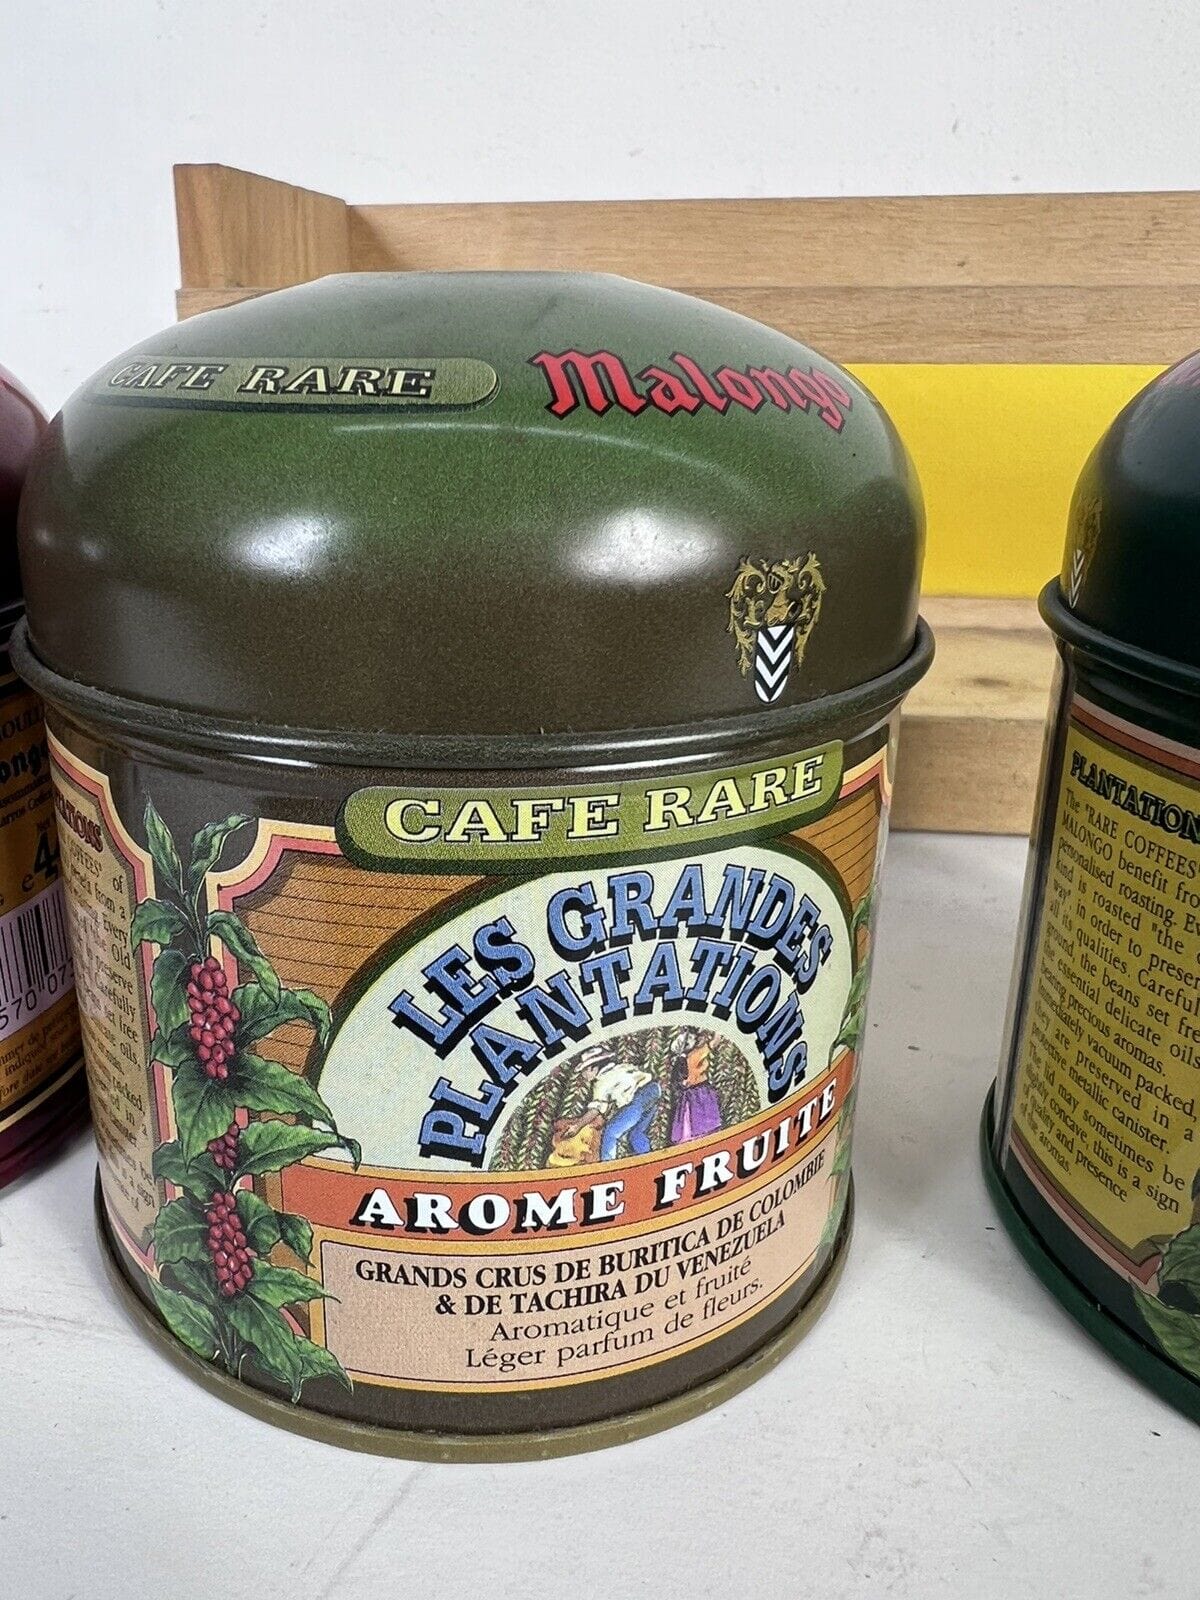 CAFE RARE
Malongo
CAFE RARE
LES GRANDES
PLANTATIONS
AROME FRUITE
GRANDS CRUS DE BURITICA DE COLOMBIE
& DE TACHIRA DU VENEZUELA
Aromatique et fruité
Léger parfum de fleurs.
PLANTATION
The "RARE COFFEES"
MALONGO benefit fro
personalised roasting. Ev
kind is roasted "the
way", in order to preser
all its qualities. Careful
ground, the beans set fre
the essential delicate oils
bearing precious aromas.
Immediately vacuum packed,
they are preserved in a
protective metallic canister.
The lid may sometimes be
slightly concave, this is a sign
of quality and presence
of the aromas.